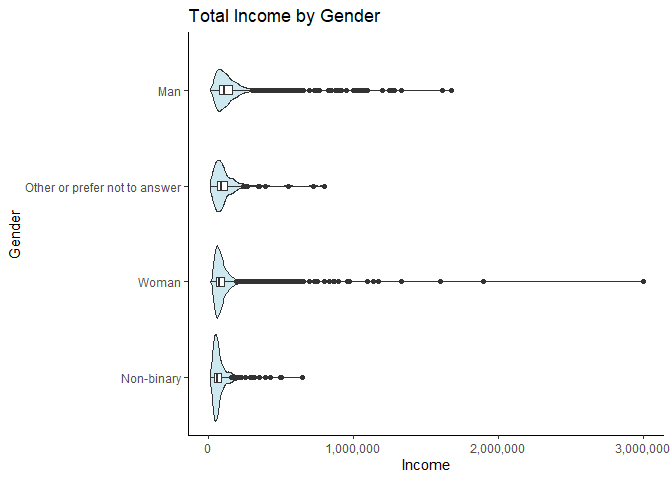 Total Income by Gender
Gender
Man
Other or prefer not to answer
Woman
Non-binary
0
1,000,000
2,000,000
3,000,000
Income